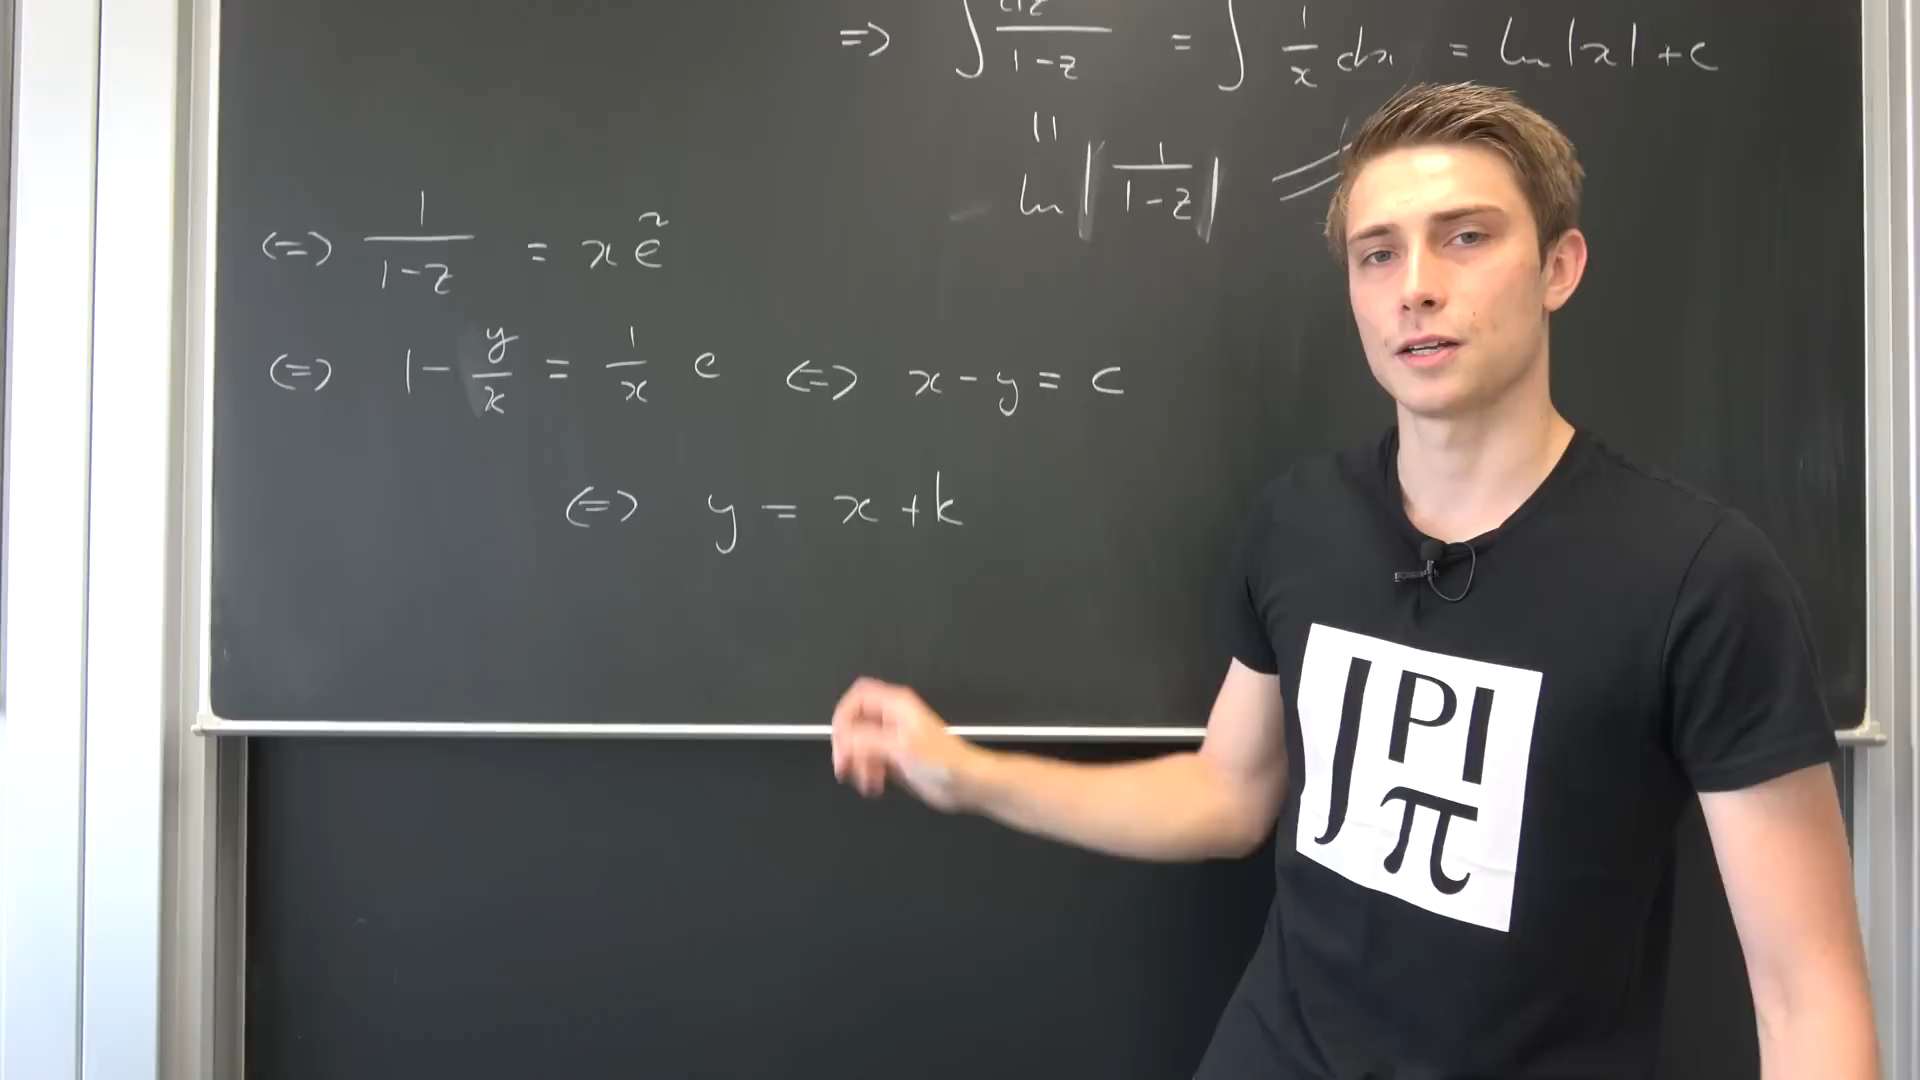 => ∫ dz/(1-z) = ∫ 1/x dx = ln|x| + c
||
ln |1/(1-z)|
<=> 1/(1-z) = x c̃
<=> 1 - y/x = 1/x c <=> x - y = c
<=> y = x + k
∫ PI
π